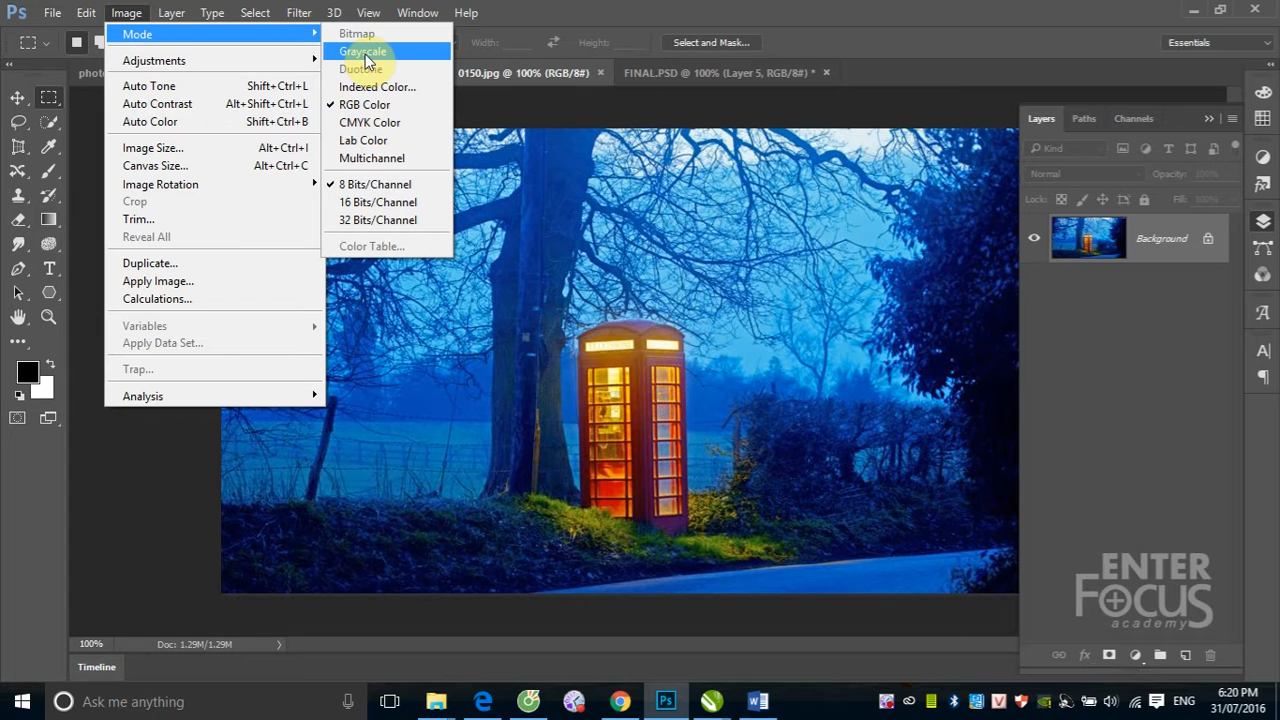 Ps File Edit Image Layer Type Select Filter 3D View Window Help
Mode
Adjustments
Auto Tone Shift+Ctrl+L
Auto Contrast Alt+Shift+Ctrl+L
Auto Color Shift+Ctrl+B
Image Size... Alt+Ctrl+I
Canvas Size... Alt+Ctrl+C
Image Rotation
Crop
Trim...
Reveal All
Duplicate...
Apply Image...
Calculations...
Variables
Apply Data Set...
Trap...
Analysis
Bitmap
Grayscale
Duotone
Indexed Color...
RGB Color
CMYK Color
Lab Color
Multichannel
8 Bits/Channel
16 Bits/Channel
32 Bits/Channel
Color Table...
Width: Height: Select and Mask... Essentials
phot 0150.jpg @ 100% (RGB/8#) FINAL.PSD @ 100% (Layer 5, RGB/8#) *
Layers Paths Channels
Kind
Normal Opacity: 100%
Lock: Fill: 100%
Background
ENTER
FOCUS
academy
100% Doc: 1.29M/1.29M
Timeline
Ask me anything
ENG
6:20 PM
31/07/2016